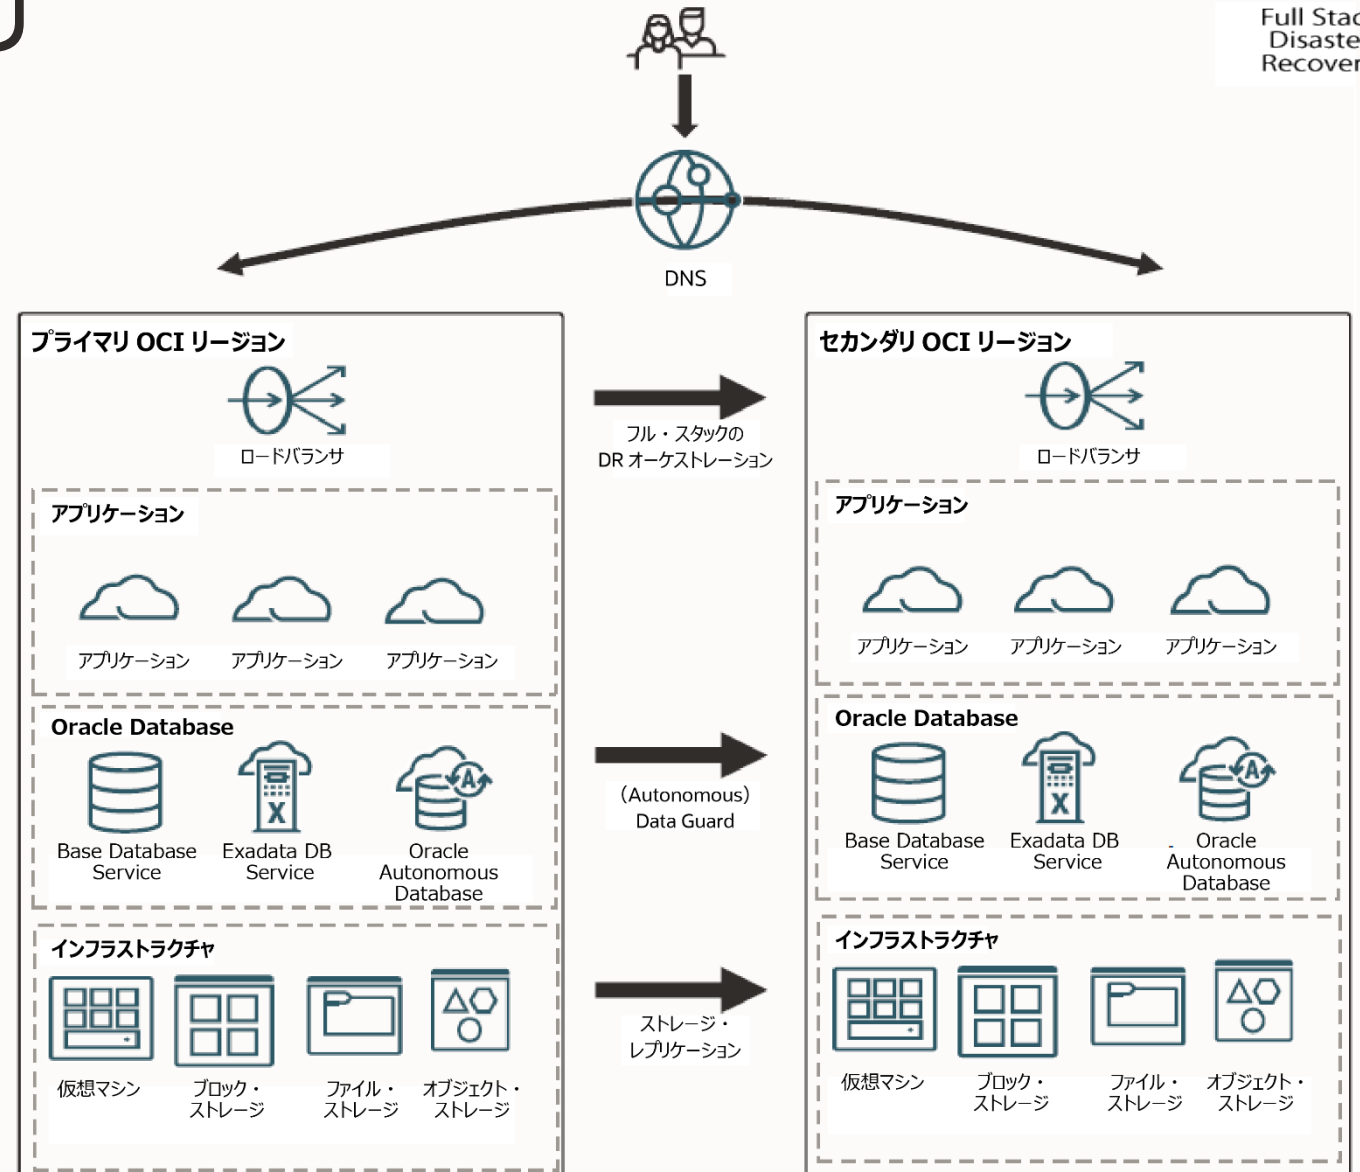 Full Stac
Disaste
Recover
DNS
プライマリ OCI リージョン
ロードバランサ
アプリケーション
アプリケーション
アプリケーション
アプリケーション
Oracle Database
Base Database
Service
Exadata DB
Service
Oracle
Autonomous
Database
インフラストラクチャ
仮想マシン
ブロック・
ストレージ
ファイル・
ストレージ
オブジェクト・
ストレージ
フル・スタックの
DR オーケストレーション
(Autonomous)
Data Guard
ストレージ・
レプリケーション
セカンダリ OCI リージョン
ロードバランサ
アプリケーション
アプリケーション
アプリケーション
アプリケーション
Oracle Database
Base Database
Service
Exadata DB
Service
Oracle
Autonomous
Database
インフラストラクチャ
仮想マシン
ブロック・
ストレージ
ファイル・
ストレージ
オブジェクト・
ストレージ